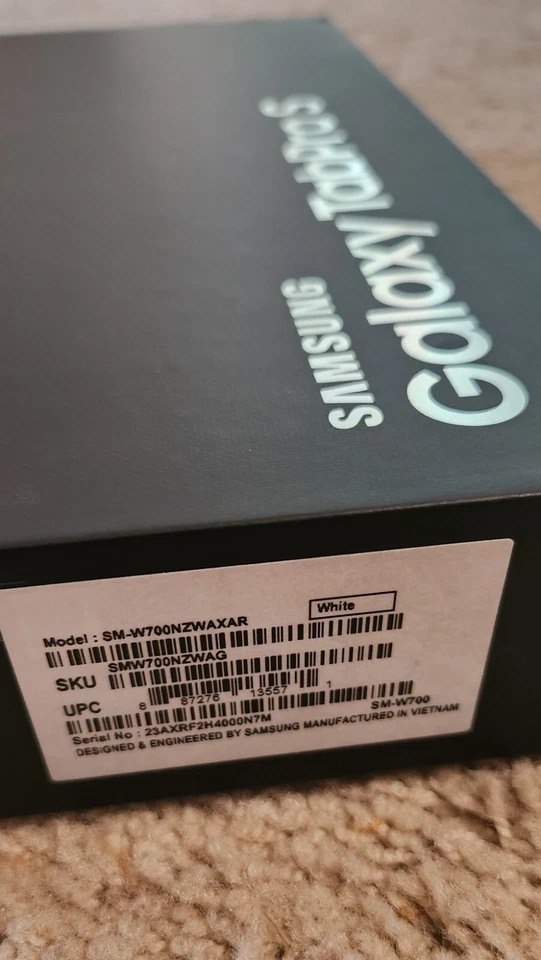 SAMSUNG
Galaxy TabPro S
White
Model : SM-W700NZWAXAR
SKU SMW700NZWAG
UPC 8 87276 13557 1
SM-W700
Serial No : 23AXRF2H4000N7M
DESIGNED & ENGINEERED BY SAMSUNG MANUFACTURED IN VIETNAM